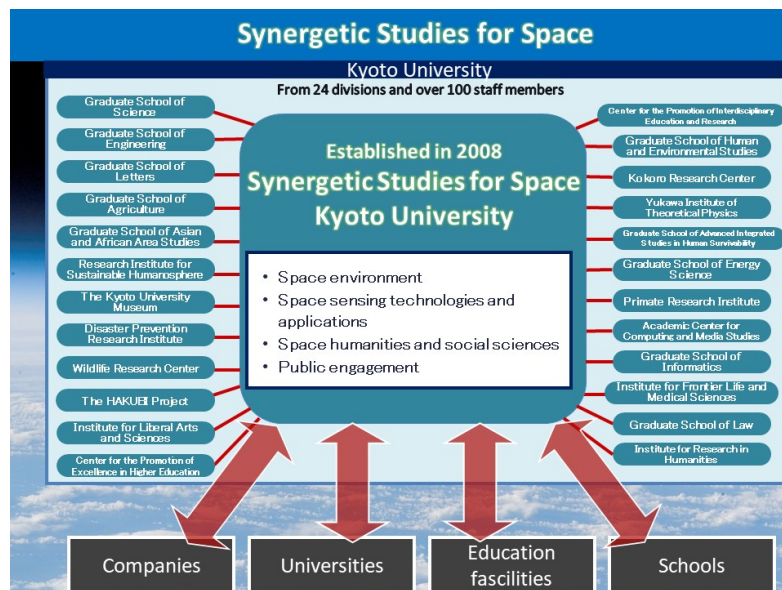 Synergetic Studies for Space
Kyoto University
From 24 divisions and over 100 staff members
Graduate School of
Science
Graduate School of
Engineering
Graduate School of
Letters
Graduate School of
Agriculture
Graduate School of Asian
and African Area Studies
Research Institute for
Sustainable Humanosphere
The Kyoto University
Museum
Disaster Prevention
Research Institute
Wildlife Research Center
The HAKUBI Project
Institute for Liberal Arts
and Sciences
Center for the Promotion of
Excellence in Higher Education
Established in 2008
Synergetic Studies for Space
Kyoto University
• Space environment
• Space sensing technologies and
applications
• Space humanities and social sciences
• Public engagement
Center for the Promotion of Interdisciplinary
Education and Research
Graduate School of Human
and Environmental Studies
Kokoro Research Center
Yukawa Institute of
Theoretical Physics
Graduate School of Advanced Integrated
Studies in Human Survivability
Graduate School of Energy
Science
Primate Research Institute
Academic Center for
Computing and Media Studies
Graduate School of
Informatics
Institute for Frontier Life and
Medical Sciences
Graduate School of Law
Institute for Research in
Humanities
Companies
Universities
Education
fascilities
Schools